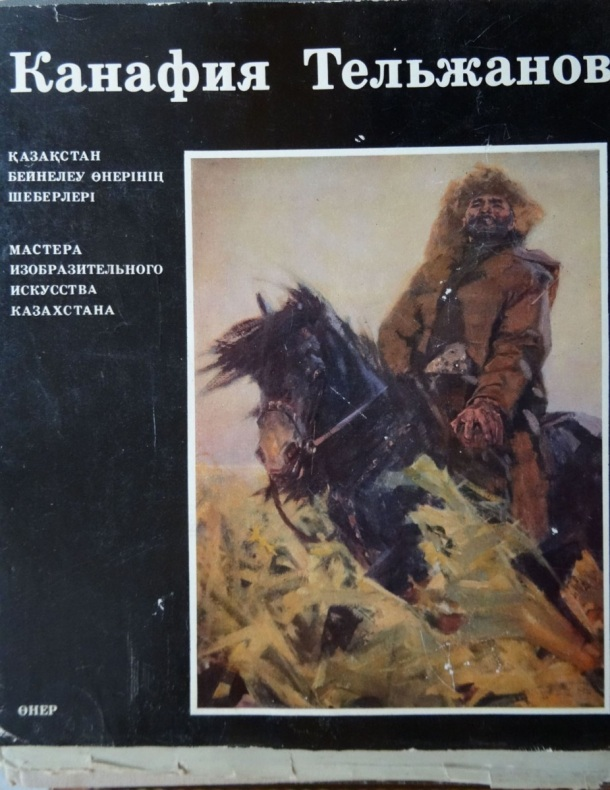 Канафия Тельжанов
ҚАЗАҚСТАН
БЕЙНЕЛЕУ ӨНЕРІНІҢ
ШЕБЕРЛЕРІ
МАСТЕРА
ИЗОБРАЗИТЕЛЬНОГО
ИСКУССТВА
КАЗАХСТАНА
ӨНЕР